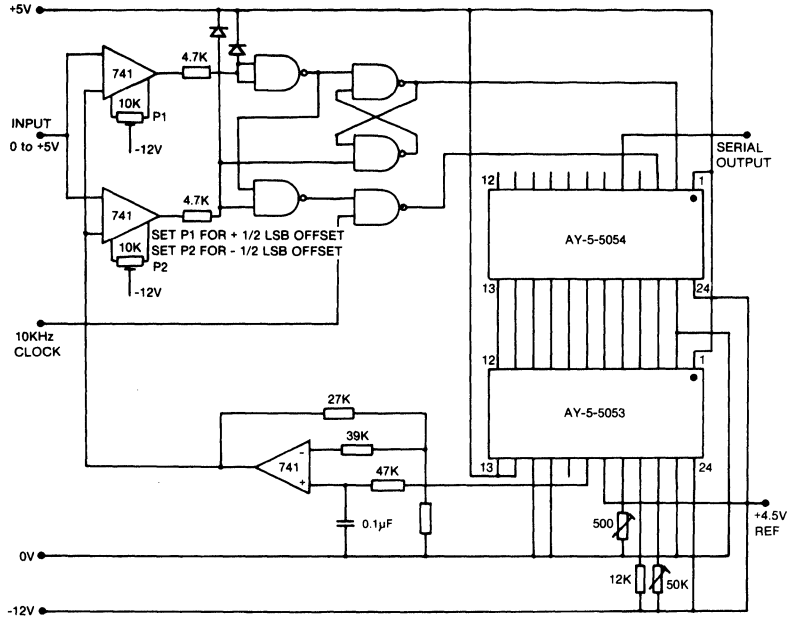 +5V
4.7K
741
10K
P1
-12V
INPUT
0 to +5V
SERIAL
OUTPUT
12
1
4.7K
741
10K
P2
SET P1 FOR + 1/2 LSB OFFSET
SET P2 FOR - 1/2 LSB OFFSET
-12V
AY-5-5054
13
24
10KHz
CLOCK
12
1
27K
AY-5-5053
39K
-
741
+
47K
13
24
0.1µF
+4.5V
REF
500
0V
12K
50K
-12V